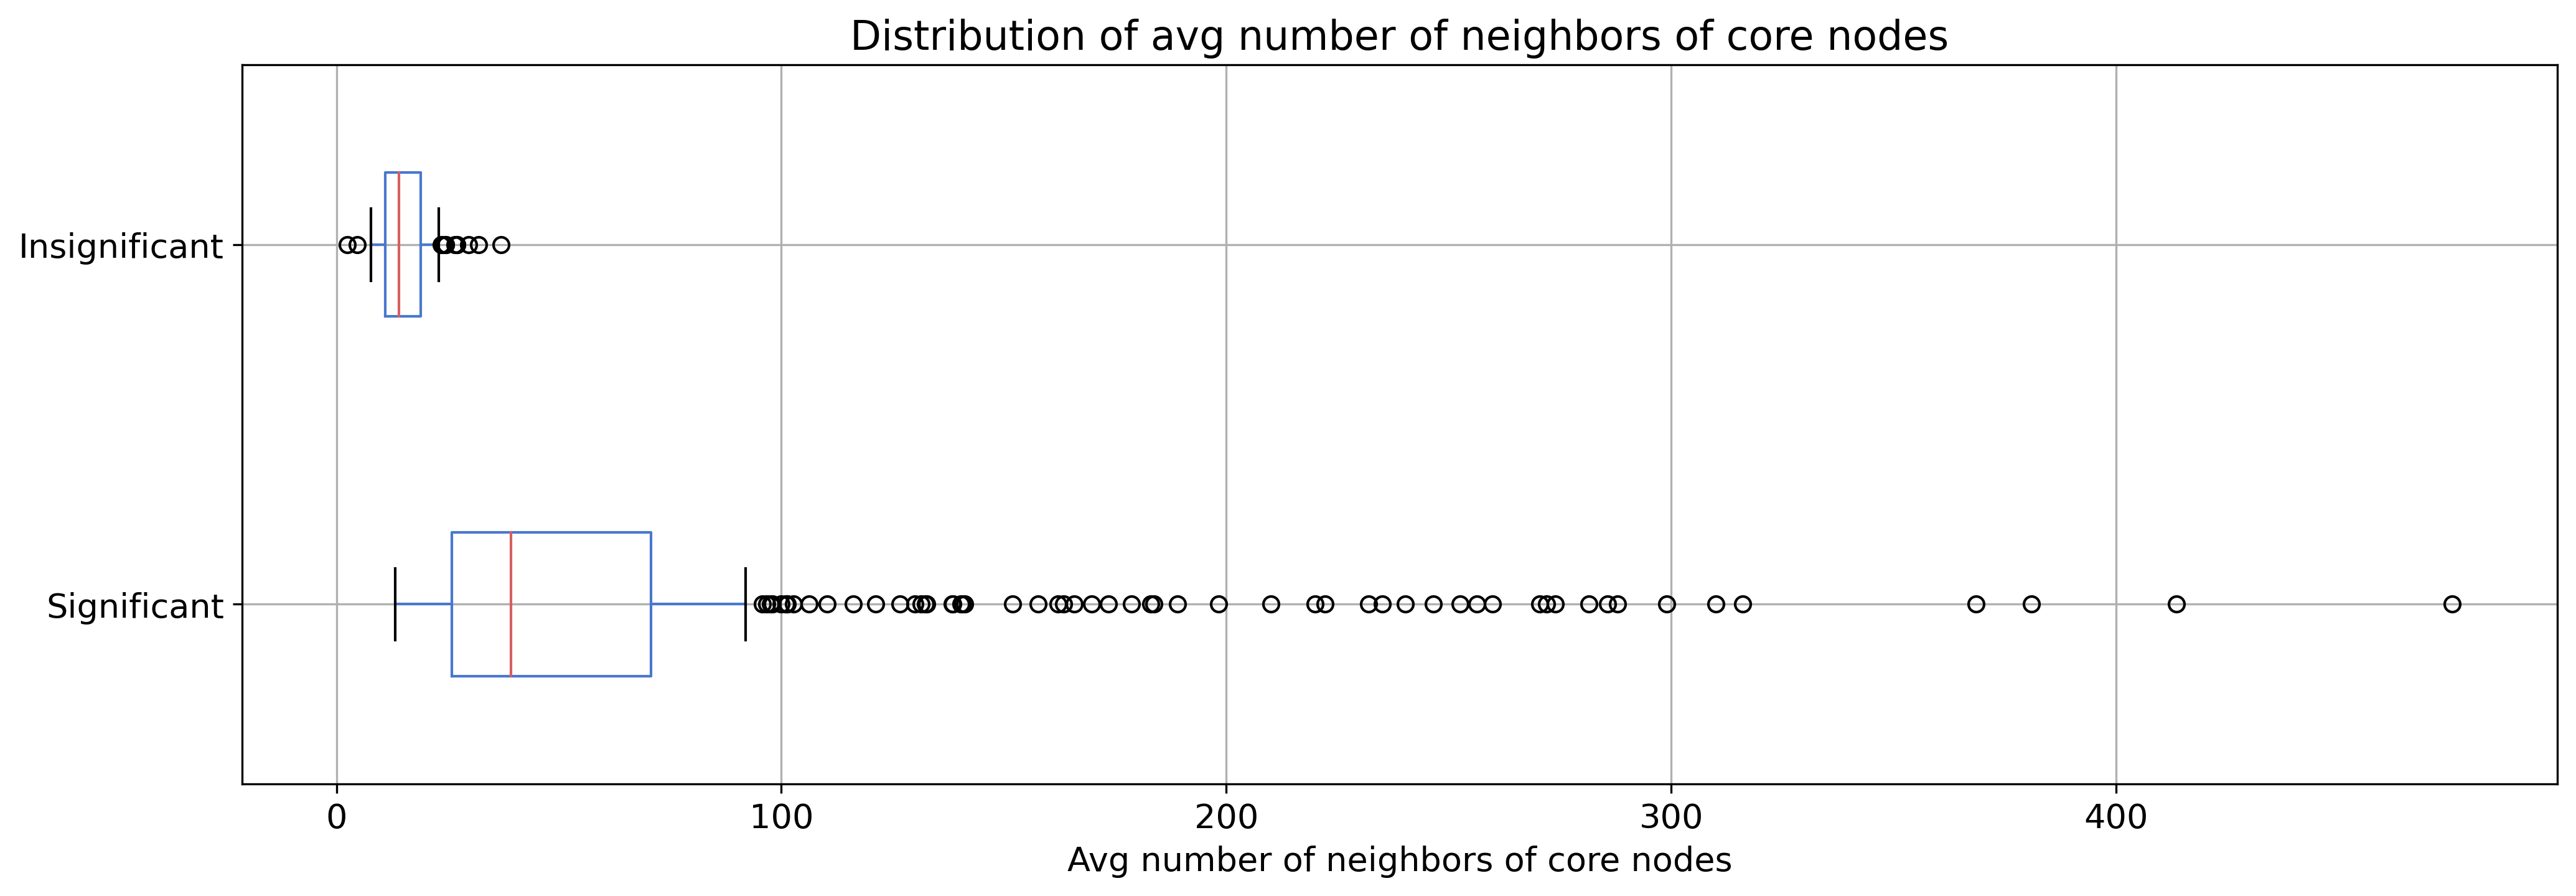 Distribution of avg number of neighbors of core nodes
Insignificant
Significant
0 100 200 300 400
Avg number of neighbors of core nodes